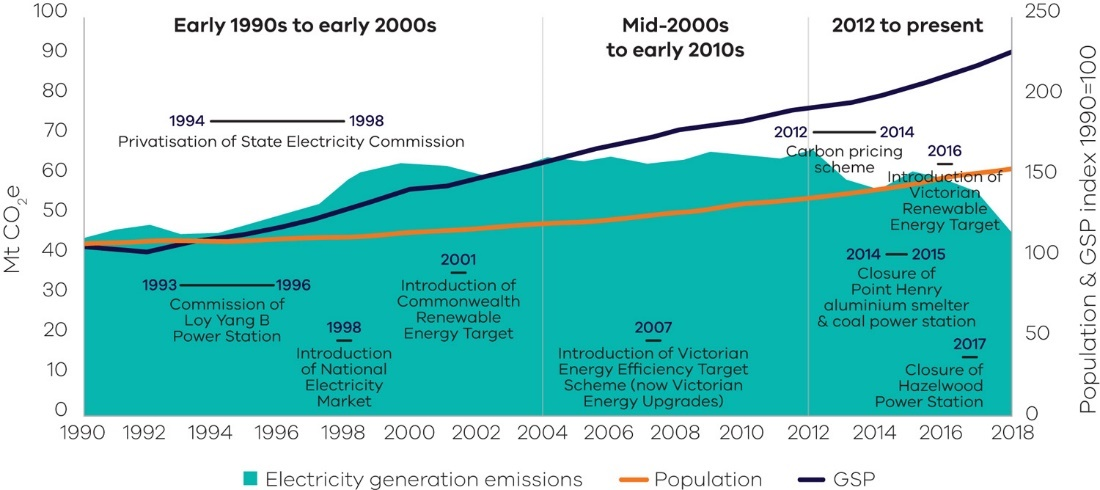 Early 1990s to early 2000s
Mid-2000s
to early 2010s
2012 to present
100
90
80
70
60
50
40
30
20
10
0
Mt CO₂e
250
200
150
100
50
0
Population & GSP index 1990=100
1994
1998
Privatisation of State Electricity Commission
2012
2014
Carbon pricing
scheme
2016
Introduction of
Victorian
Renewable
Energy Target
1993
1996
Commission of
Loy Yang B
Power Station
2001
Introduction of
Commonwealth
Renewable
Energy Target
1998
Introduction
of National
Electricity
Market
2007
Introduction of Victorian
Energy Efficiency Target
Scheme (now Victorian
Energy Upgrades)
2014
2015
Closure of
Point Henry
aluminium smelter
& coal power station
2017
Closure of
Hazelwood
Power Station
1990
1992
1994
1996
1998
2000
2002
2004
2006
2008
2010
2012
2014
2016
2018
Electricity generation emissions
Population
GSP